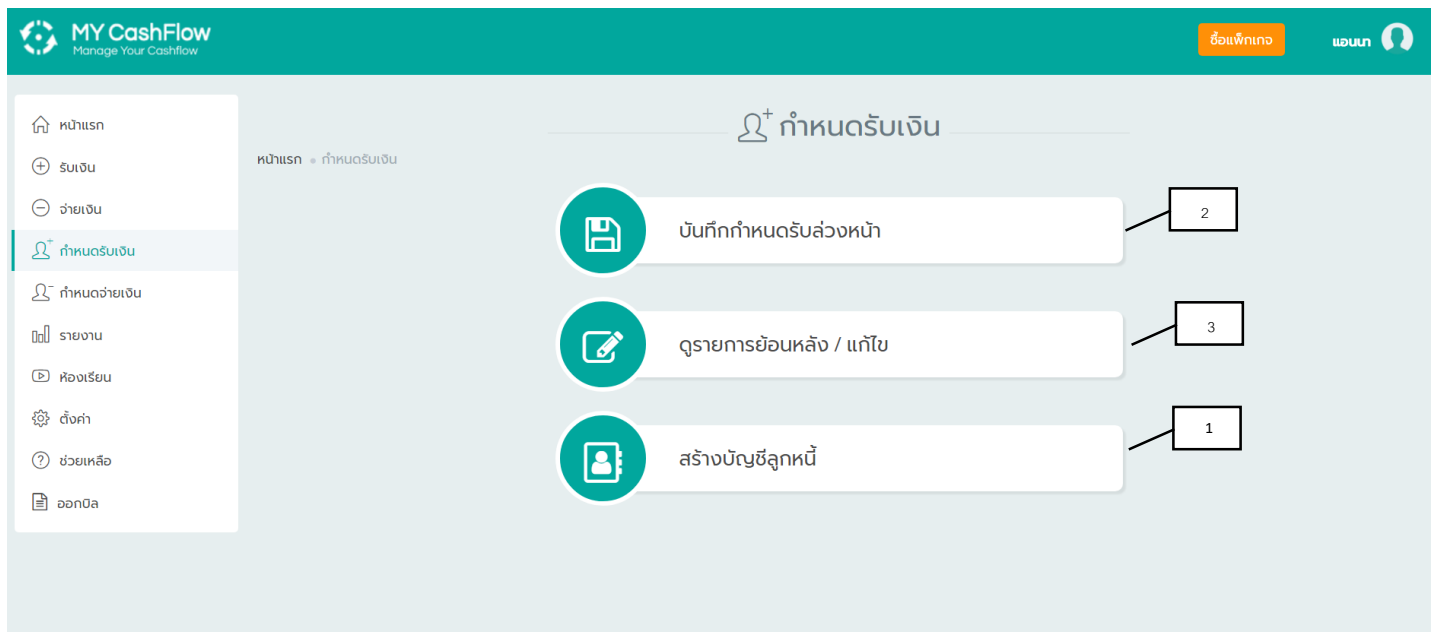 MY CashFlow
Manage Your Cashflow
ซื้อแพ็กเกจ
แอนนา
หน้าแรก
รับเงิน
จ่ายเงิน
กำหนดรับเงิน
กำหนดจ่ายเงิน
รายงาน
ห้องเรียน
ตั้งค่า
ช่วยเหลือ
ออกบิล
กำหนดรับเงิน
หน้าแรก • กำหนดรับเงิน
บันทึกกำหนดรับล่วงหน้า
2
ดูรายการย้อนหลัง / แก้ไข
3
สร้างบัญชีลูกหนี้
1